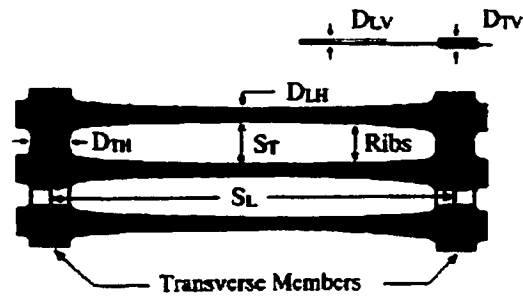 DLV DTV
DLH
DTH ST Ribs
SL
Transverse Members